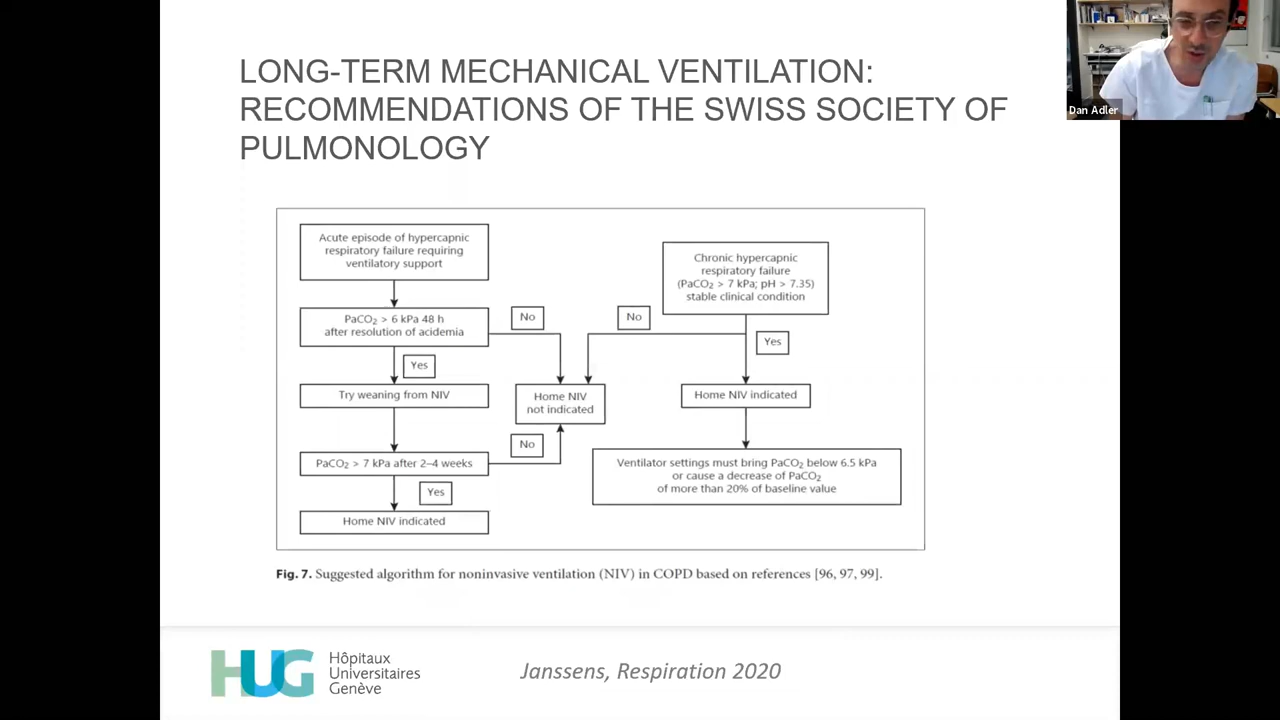 LONG-TERM MECHANICAL VENTILATION:
RECOMMENDATIONS OF THE SWISS SOCIETY OF
PULMONOLOGY
Dan Adler
Acute episode of hypercapnic
respiratory failure requiring
ventilatory support
PaCO₂ > 6 kPa 48 h
after resolution of acidemia
No
Yes
Try weaning from NIV
PaCO₂ > 7 kPa after 2–4 weeks
No
Yes
Home NIV indicated
Home NIV
not indicated
Chronic hypercapnic
respiratory failure
(PaCO₂ > 7 kPa; pH > 7.35)
stable clinical condition
No
Yes
Home NIV indicated
Ventilator settings must bring PaCO₂ below 6.5 kPa
or cause a decrease of PaCO₂
of more than 20% of baseline value
Fig. 7. Suggested algorithm for noninvasive ventilation (NIV) in COPD based on references [96, 97, 99].
HUG
Hôpitaux
Universitaires
Genève
Janssens, Respiration 2020